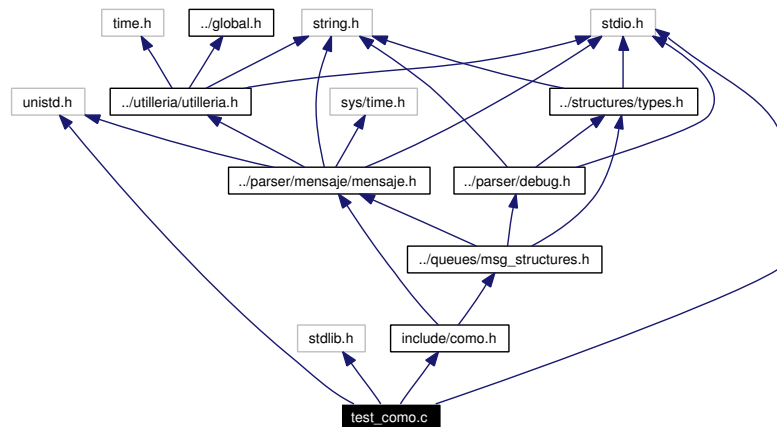 time.h
../global.h
string.h
stdio.h
unistd.h
../utilleria/utilleria.h
sys/time.h
../structures/types.h
../parser/mensaje/mensaje.h
../parser/debug.h
../queues/msg_structures.h
stdlib.h
include/como.h
test_como.c